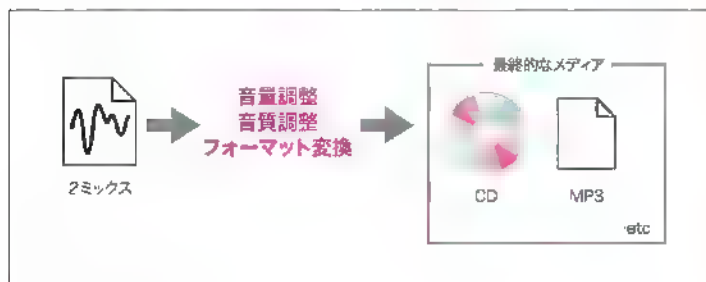 2ミックス
音量調整
音質調整
フォーマット変換
最終的なメディア
CD
MP3
etc